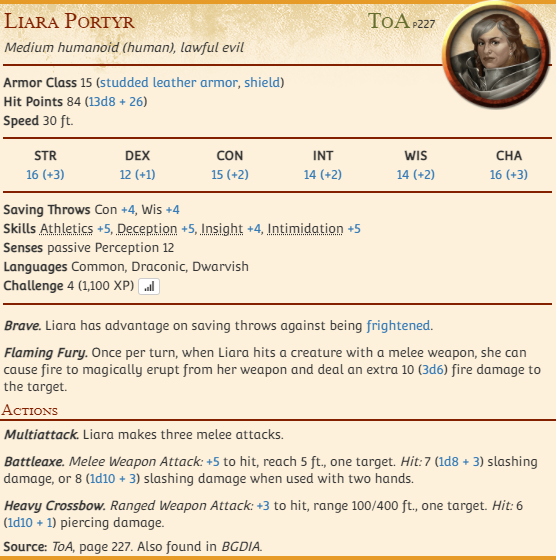 Liara Portyr ToA P227
Medium humanoid (human), lawful evil
Armor Class 15 (studded leather armor, shield)
Hit Points 84 (13d8 + 26)
Speed 30 ft.
STR DEX CON INT WIS CHA
16 (+3) 12 (+1) 15 (+2) 14 (+2) 14 (+2) 16 (+3)
Saving Throws Con +4, Wis +4
Skills Athletics +5, Deception +5, Insight +4, Intimidation +5
Senses passive Perception 12
Languages Common, Draconic, Dwarvish
Challenge 4 (1,100 XP)
Brave. Liara has advantage on saving throws against being frightened.
Flaming Fury. Once per turn, when Liara hits a creature with a melee weapon, she can
cause fire to magically erupt from her weapon and deal an extra 10 (3d6) fire damage to
the target.
Actions
Multiattack. Liara makes three melee attacks.
Battleaxe. Melee Weapon Attack: +5 to hit, reach 5 ft., one target. Hit: 7 (1d8 + 3) slashing
damage, or 8 (1d10 + 3) slashing damage when used with two hands.
Heavy Crossbow. Ranged Weapon Attack: +3 to hit, range 100/400 ft., one target. Hit: 6
(1d10 + 1) piercing damage.
Source: ToA, page 227. Also found in BGDIA.